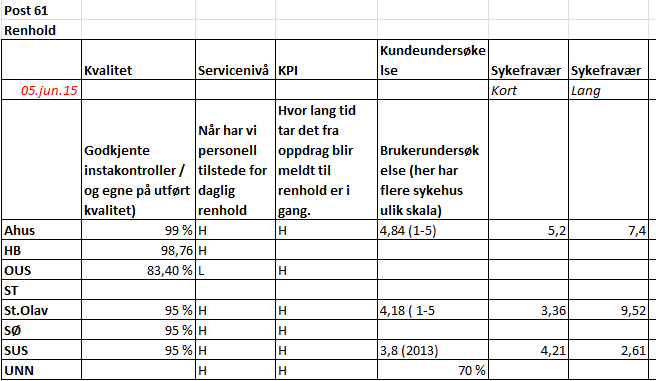 Post 61
Renhold
Kvalitet Servicenivå KPI Kundeundersøke
lse Sykefravær Sykefravær
05.jun.15 Kort Lang
Godkjente
instakontroller /
og egne på utført
kvalitet)
Når har vi
personell
tilstede for
daglig
renhold
Hvor lang tid
tar det fra
oppdrag blir
meldt til
renhold er i
gang.
Brukerundersøk
else (her har
flere sykehus
ulik skala)
Ahus 99 % H H 4,84 (1-5) 5,2 7,4
HB 98,76 H
OUS 83,40 % L H
ST
St.Olav 95 % H H 4,18 ( 1-5 3,36 9,52
SØ 95 % H H
SUS 95 % H H 3,8 (2013) 4,21 2,61
UNN H H 70 %